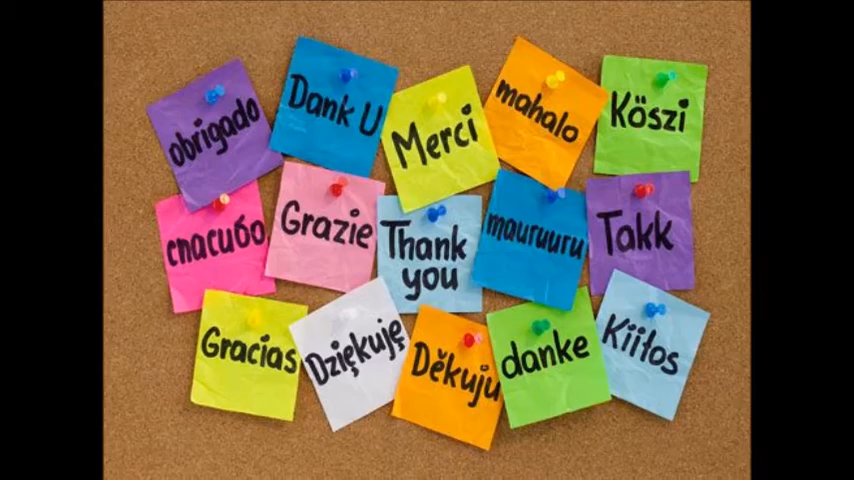 obrigado
Dank U
Merci
mahalo
Köszi
спасибо
Grazie
Thank
you
mauruuru
Takk
Gracias
Dziękuję
Děkuju
danke
Kiitos